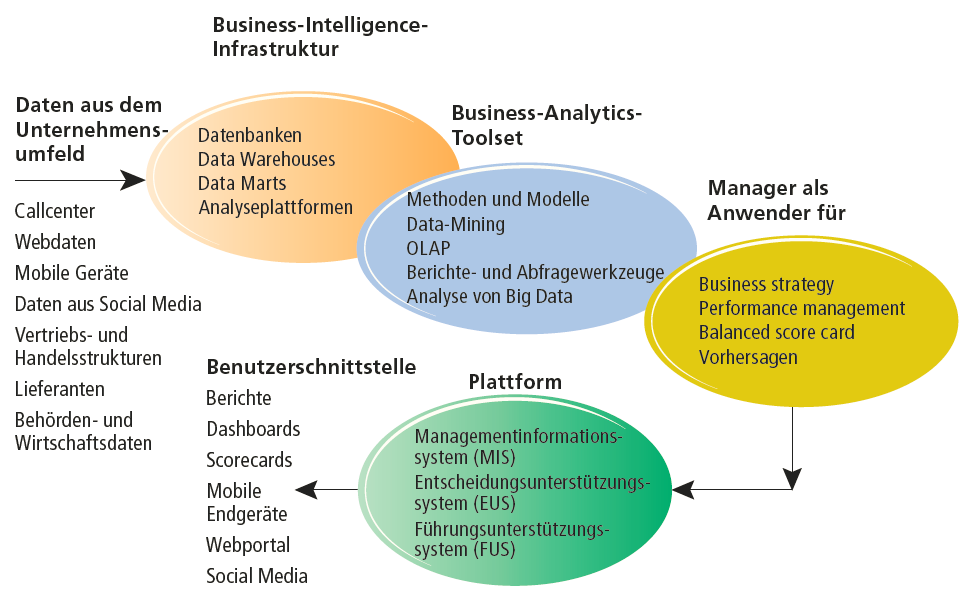 Business-Intelligence-
Infrastruktur
Daten aus dem
Unternehmens-
umfeld
Callcenter
Webdaten
Mobile Geräte
Daten aus Social Media
Vertriebs- und
Handelsstrukturen
Lieferanten
Behörden- und
Wirtschaftsdaten
Datenbanken
Data Warehouses
Data Marts
Analyseplattformen
Business-Analytics-
Toolset
Methoden und Modelle
Data-Mining
OLAP
Berichte- und Abfragewerkzeuge
Analyse von Big Data
Manager als
Anwender für
Business strategy
Performance management
Balanced score card
Vorhersagen
Plattform
Managementinformations-
system (MIS)
Entscheidungsunterstützungs-
system (EUS)
Führungsunterstützungs-
system (FUS)
Benutzerschnittstelle
Berichte
Dashboards
Scorecards
Mobile
Endgeräte
Webportal
Social Media